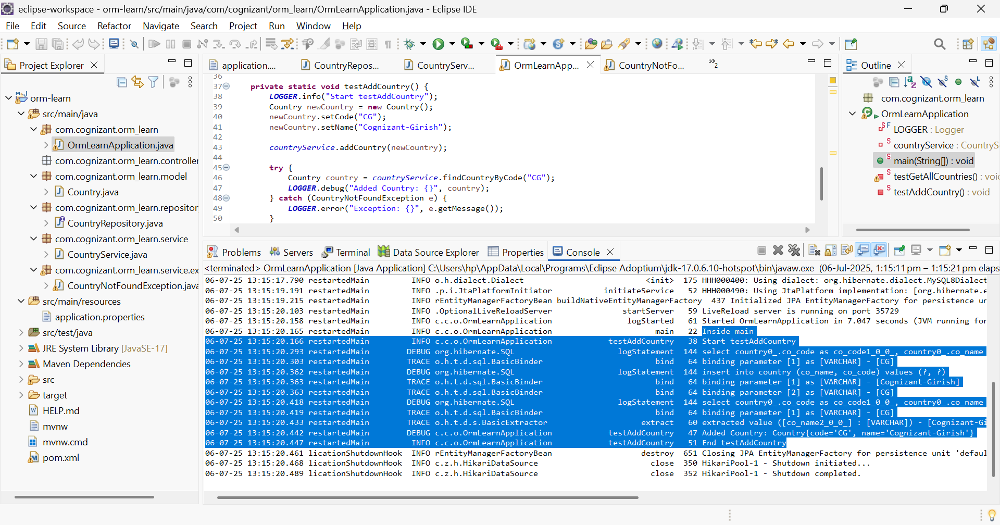 eclipse-workspace - orm-learn/src/main/java/com/cognizant/orm_learn/OrmLearnApplication.java - Eclipse IDE
File Edit Source Refactor Navigate Search Project Run Window Help
Project Explorer
orm-learn
src/main/java
com.cognizant.orm_learn
OrmLearnApplication.java
com.cognizant.orm_learn.controller
com.cognizant.orm_learn.model
Country.java
com.cognizant.orm_learn.repositor
CountryRepository.java
com.cognizant.orm_learn.service
CountryService.java
com.cognizant.orm_learn.service.ex
CountryNotFoundException.java
src/main/resources
application.properties
src/test/java
JRE System Library [JavaSE-17]
Maven Dependencies
src
target
HELP.md
mvnw
mvnw.cmd
pom.xml
application.... CountryRepos... CountryServ... OrmLearnApp... CountryNotFo... »2
36
37 private static void testAddCountry() {
38 LOGGER.info("Start testAddCountry");
39 Country newCountry = new Country();
40 newCountry.setCode("CG");
41 newCountry.setName("Cognizant-Girish");
42
43 countryService.addCountry(newCountry);
44
45 try {
46 Country country = countryService.findCountryByCode("CG");
47 LOGGER.debug("Added Country: {}", country);
48 } catch (CountryNotFoundException e) {
49 LOGGER.error("Exception: {}", e.getMessage());
50 }
Outline
com.cognizant.orm_learn
OrmLearnApplication
LOGGER : Logger
countryService : CountryS
main(String[]) : void
testGetAllCountries() : void
testAddCountry() : void
Problems Servers Terminal Data Source Explorer Properties Console
<terminated> OrmLearnApplication [Java Application] C:\Users\hp\AppData\Local\Programs\Eclipse Adoptium\jdk-17.0.6.10-hotspot\bin\javaw.exe (06-Jul-2025, 1:15:11 pm – 1:15:21 pm elaps
06-07-25 13:15:17.790 restartedMain INFO o.h.dialect.Dialect <init> 175 HHH000400: Using dialect: org.hibernate.dialect.MySQL8Dialect
06-07-25 13:15:19.191 restartedMain INFO .p.i.JtaPlatformInitiator initiateService 52 HHH000490: Using JtaPlatform implementation: [org.hibernate.e
06-07-25 13:15:19.215 restartedMain INFO rEntityManagerFactoryBean buildNativeEntityManagerFactory 437 Initialized JPA EntityManagerFactory for persistence un
06-07-25 13:15:20.103 restartedMain INFO .OptionalLiveReloadServer startServer 59 LiveReload server is running on port 35729
06-07-25 13:15:20.158 restartedMain INFO c.c.o.OrmLearnApplication logStarted 61 Started OrmLearnApplication in 7.047 seconds (JVM running for
06-07-25 13:15:20.165 restartedMain INFO c.c.o.OrmLearnApplication main 22 Inside main
06-07-25 13:15:20.166 restartedMain INFO c.c.o.OrmLearnApplication testAddCountry 38 Start testAddCountry
06-07-25 13:15:20.293 restartedMain DEBUG org.hibernate.SQL logStatement 144 select country0_.co_code as co_code1_0_0_, country0_.co_name
06-07-25 13:15:20.303 restartedMain TRACE o.h.t.d.sql.BasicBinder bind 64 binding parameter [1] as [VARCHAR] - [CG]
06-07-25 13:15:20.362 restartedMain DEBUG org.hibernate.SQL logStatement 144 insert into country (co_name, co_code) values (?, ?)
06-07-25 13:15:20.363 restartedMain TRACE o.h.t.d.sql.BasicBinder bind 64 binding parameter [1] as [VARCHAR] - [Cognizant-Girish]
06-07-25 13:15:20.363 restartedMain TRACE o.h.t.d.sql.BasicBinder bind 64 binding parameter [2] as [VARCHAR] - [CG]
06-07-25 13:15:20.418 restartedMain DEBUG org.hibernate.SQL logStatement 144 select country0_.co_code as co_code1_0_0_, country0_.co_name
06-07-25 13:15:20.419 restartedMain TRACE o.h.t.d.sql.BasicBinder bind 64 binding parameter [1] as [VARCHAR] - [CG]
06-07-25 13:15:20.433 restartedMain TRACE o.h.t.d.s.BasicExtractor extract 60 extracted value ([co_name2_0_0_] : [VARCHAR]) - [Cognizant-Gi
06-07-25 13:15:20.442 restartedMain DEBUG c.c.o.OrmLearnApplication testAddCountry 47 Added Country: Country{code='CG', name='Cognizant-Girish'}
06-07-25 13:15:20.447 restartedMain INFO c.c.o.OrmLearnApplication testAddCountry 51 End testAddCountry
06-07-25 13:15:20.461 licationShutdownHook INFO rEntityManagerFactoryBean destroy 651 Closing JPA EntityManagerFactory for persistence unit 'defaul
06-07-25 13:15:20.468 licationShutdownHook INFO c.z.h.HikariDataSource close 350 HikariPool-1 - Shutdown initiated...
06-07-25 13:15:20.489 licationShutdownHook INFO c.z.h.HikariDataSource close 352 HikariPool-1 - Shutdown completed.